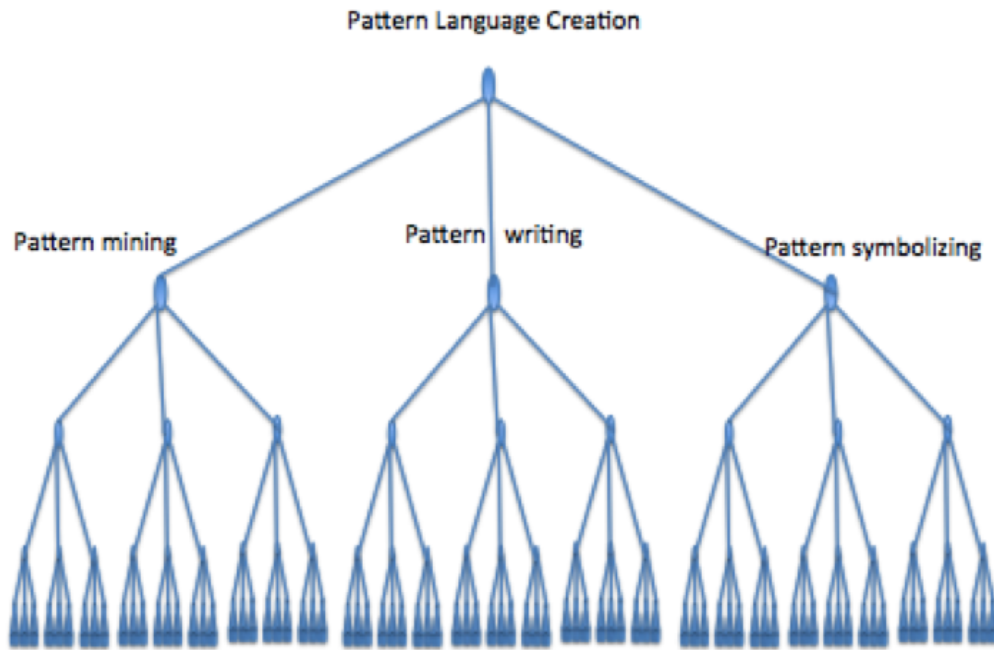 Pattern Language Creation
Pattern mining
Pattern writing
Pattern symbolizing